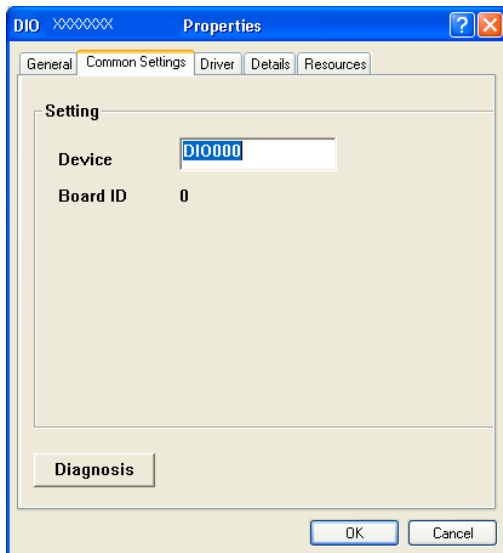 DIO XXXXXXX Properties
General Common Settings Driver Details Resources
Setting
Device DIO000
Board ID 0
Diagnosis
OK Cancel